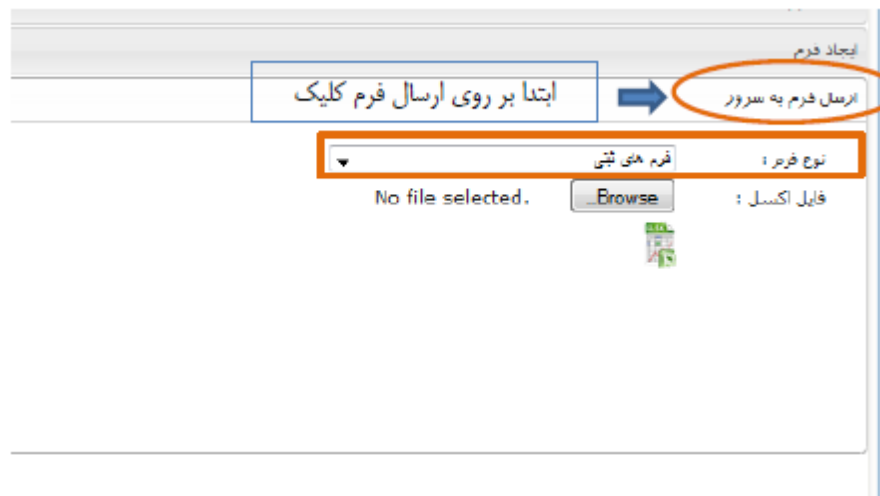 ایجاد فرم
ارسال فرم به سرور
ابتدا بر روی ارسال فرم کلیک
نوع فرم :
فرم های ثبتی
فایل اکسل :
Browse...
No file selected.